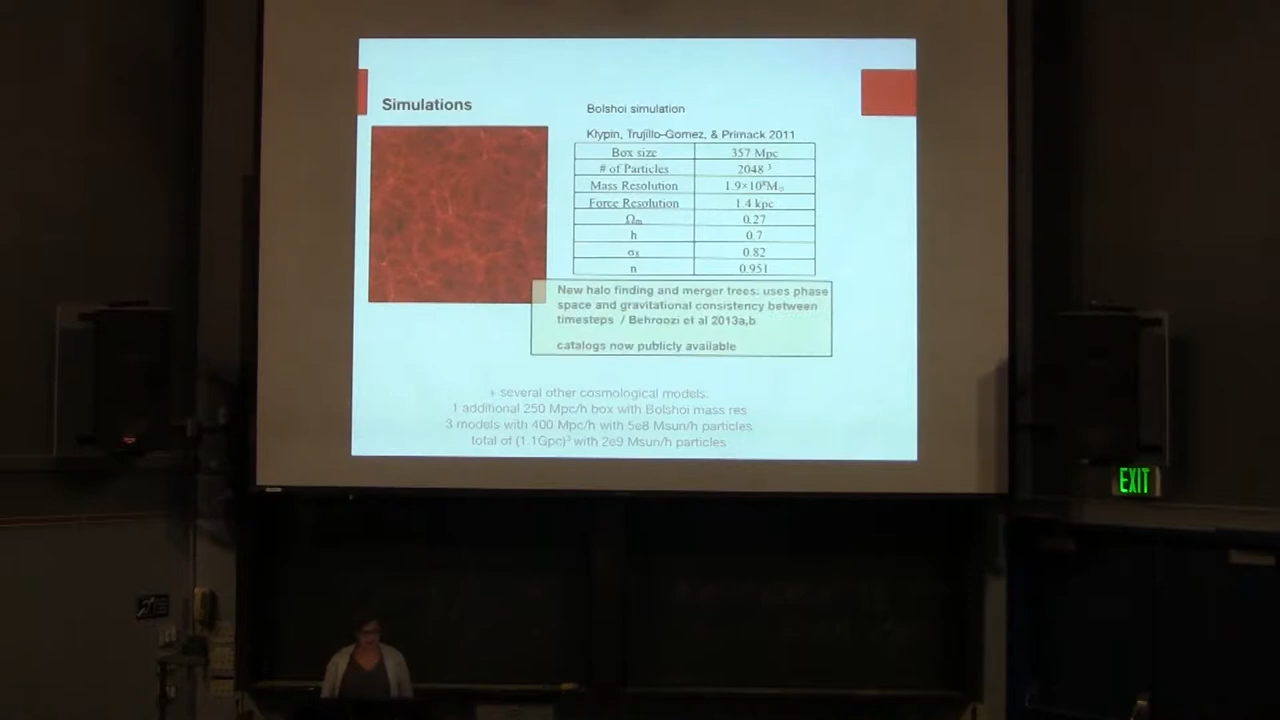 Simulations
Bolshoi simulation
Klypin, Trujillo-Gomez, & Primack 2011
Box size 357 Mpc
# of Particles 2048 ³
Mass Resolution 1.9×10⁸M☉
Force Resolution 1.4 kpc
Ωm 0.27
h 0.7
σ8 0.82
n 0.951
New halo finding and merger trees: uses phase
space and gravitational consistency between
timesteps / Behroozi et al 2013a,b
catalogs now publicly available
+ several other cosmological models:
1 additional 250 Mpc/h box with Bolshoi mass res
3 models with 400 Mpc/h with 5e8 Msun/h particles
total of (1.1Gpc)³ with 2e9 Msun/h particles
EXIT